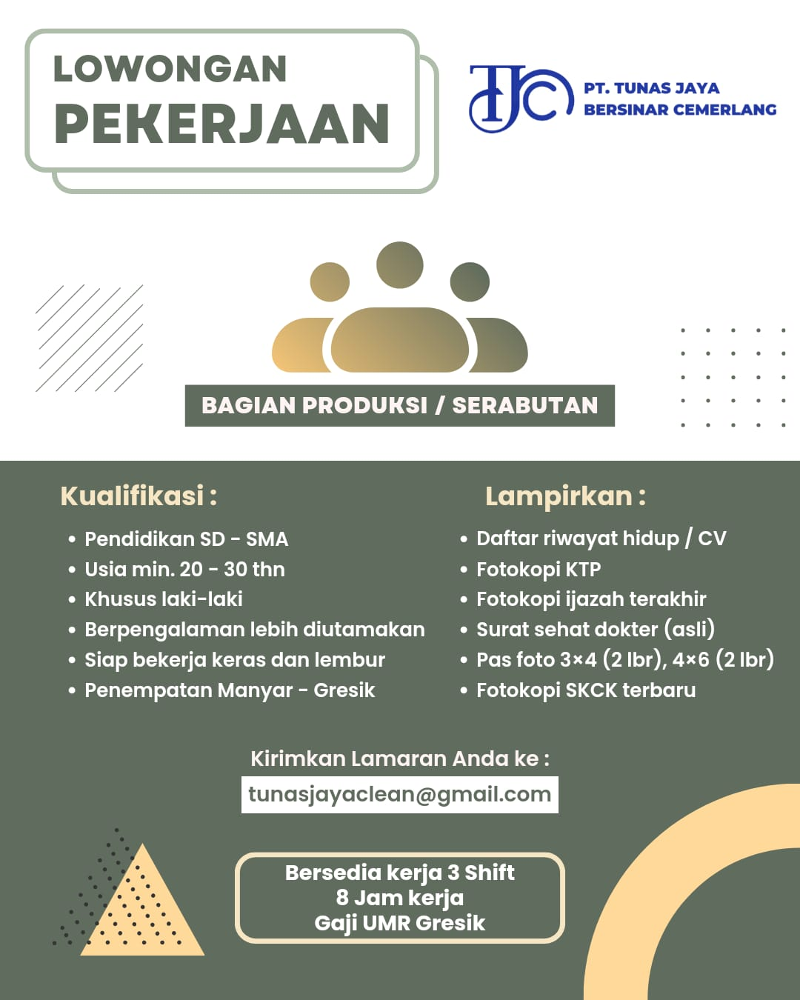 LOWONGAN
PEKERJAAN
TJC
PT. TUNAS JAYA
BERSINAR CEMERLANG
BAGIAN PRODUKSI / SERABUTAN
Kualifikasi :
• Pendidikan SD - SMA
• Usia min. 20 - 30 thn
• Khusus laki-laki
• Berpengalaman lebih diutamakan
• Siap bekerja keras dan lembur
• Penempatan Manyar - Gresik
Lampirkan :
• Daftar riwayat hidup / CV
• Fotokopi KTP
• Fotokopi ijazah terakhir
• Surat sehat dokter (asli)
• Pas foto 3×4 (2 lbr), 4×6 (2 lbr)
• Fotokopi SKCK terbaru
Kirimkan Lamaran Anda ke :
tunasjayaclean@gmail.com
Bersedia kerja 3 Shift
8 Jam kerja
Gaji UMR Gresik